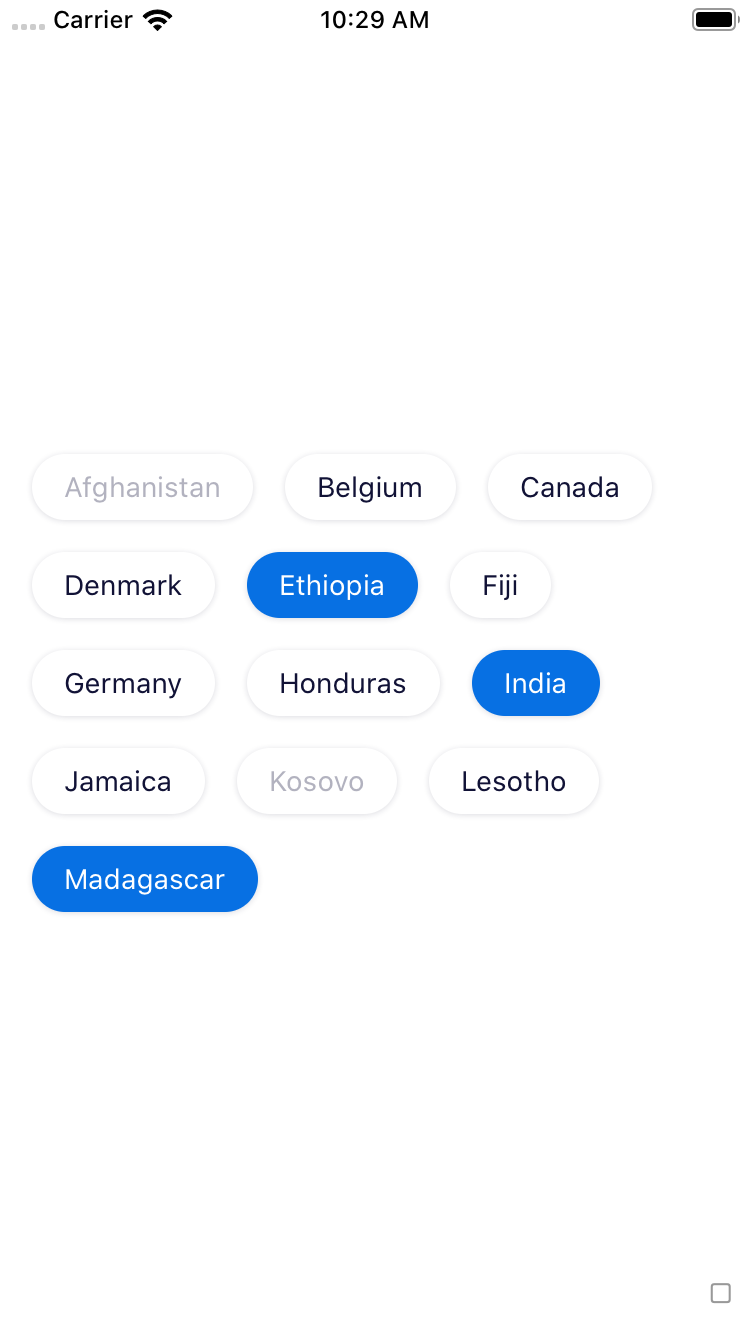 Carrier 10:29 AM
Afghanistan Belgium Canada
Denmark Ethiopia Fiji
Germany Honduras India
Jamaica Kosovo Lesotho
Madagascar